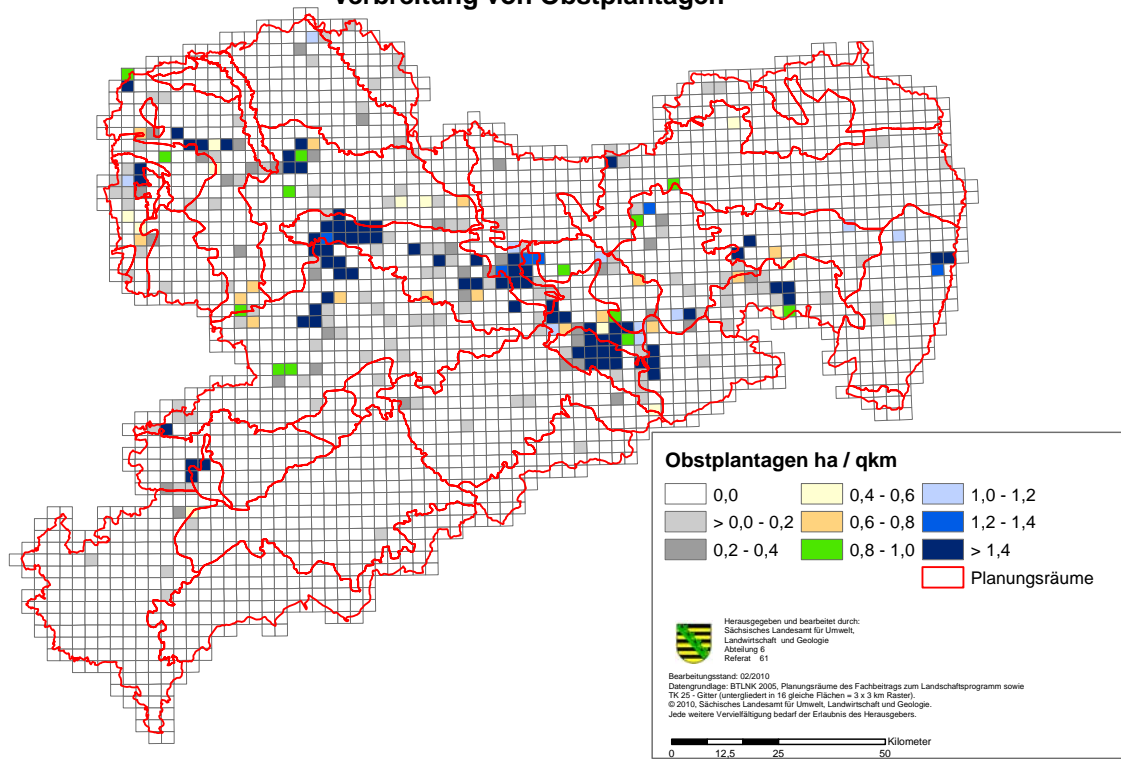 Verbreitung von Obstplantagen
Obstplantagen ha / qkm
0,0
> 0,0 - 0,2
0,2 - 0,4
0,4 - 0,6
0,6 - 0,8
0,8 - 1,0
1,0 - 1,2
1,2 - 1,4
> 1,4
Planungsräume
Herausgegeben und bearbeitet durch:
Sächsisches Landesamt für Umwelt,
Landwirtschaft und Geologie
Abteilung 6
Referat 61
Bearbeitungsstand: 02/2010
Datengrundlage: BTLNK 2005, Planungsräume des Fachbeitrags zum Landschaftsprogramm sowie
TK 25 - Gitter (untergliedert in 16 gleiche Flächen = 3 x 3 km Raster).
© 2010, Sächsisches Landesamt für Umwelt, Landwirtschaft und Geologie.
Jede weitere Vervielfältigung bedarf der Erlaubnis des Herausgebers.
Kilometer
0 12,5 25 50